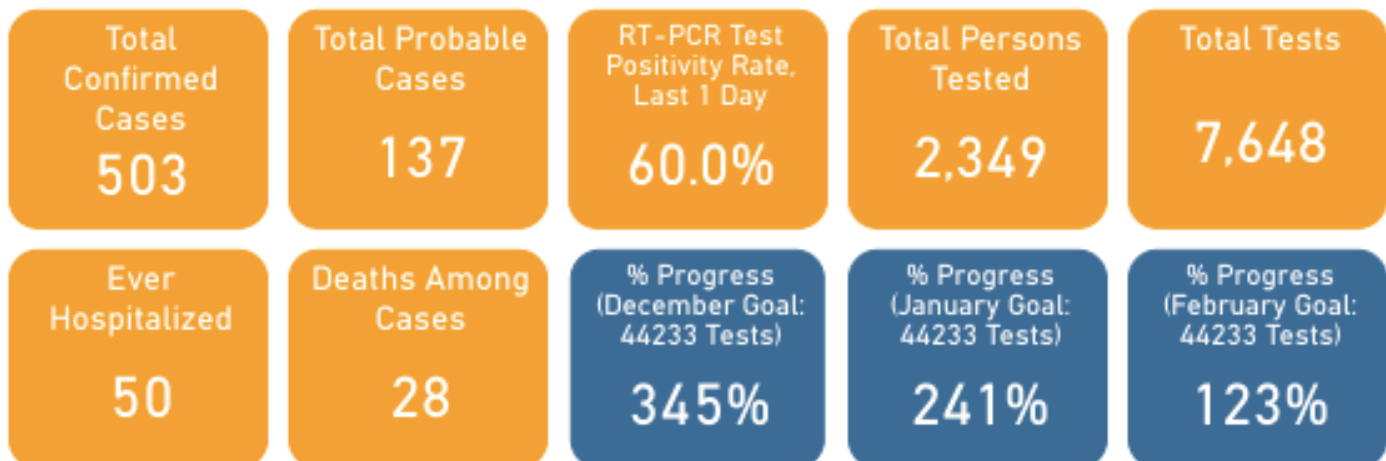 Total
Confirmed
Cases
503
Total Probable
Cases
137
RT-PCR Test
Positivity Rate,
Last 1 Day
60.0%
Total Persons
Tested
2,349
Total Tests
7,648
Ever
Hospitalized
50
Deaths Among
Cases
28
% Progress
(December Goal:
44233 Tests)
345%
% Progress
(January Goal:
44233 Tests)
241%
% Progress
(February Goal:
44233 Tests)
123%